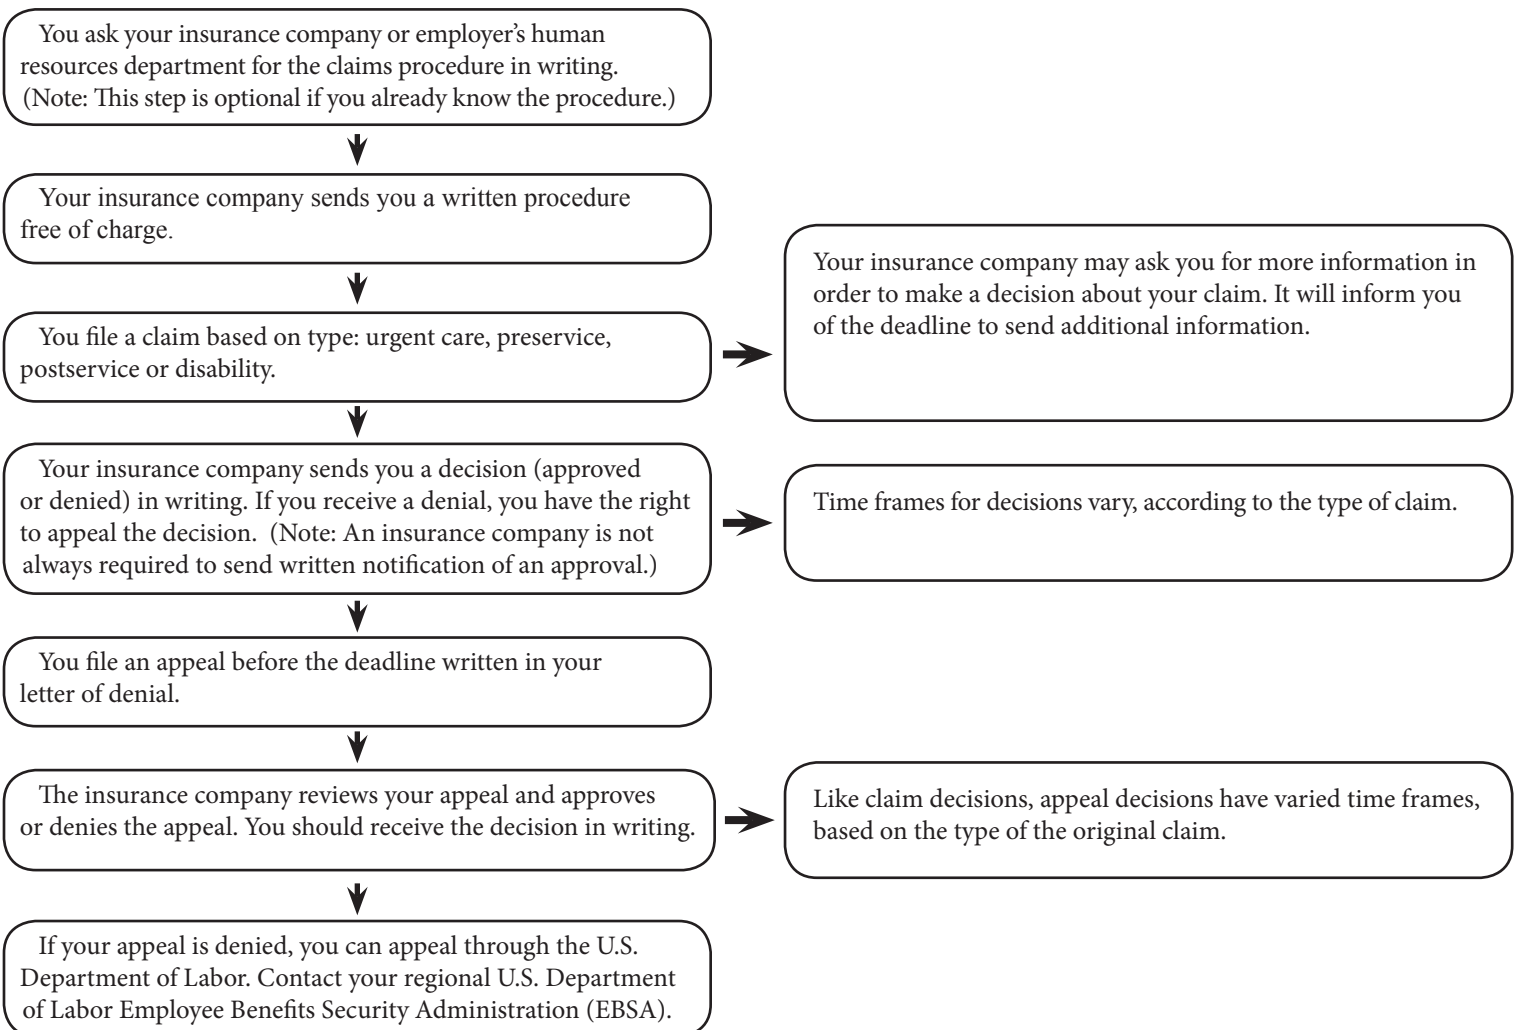 You ask your insurance company or employer’s human
resources department for the claims procedure in writing.
(Note: This step is optional if you already know the procedure.)
Your insurance company sends you a written procedure
free of charge.
You file a claim based on type: urgent care, preservice,
postservice or disability.
Your insurance company may ask you for more information in
order to make a decision about your claim. It will inform you
of the deadline to send additional information.
Your insurance company sends you a decision (approved
or denied) in writing. If you receive a denial, you have the right
to appeal the decision.  (Note: An insurance company is not
always required to send written notification of an approval.)
Time frames for decisions vary, according to the type of claim.
You file an appeal before the deadline written in your
letter of denial.
The insurance company reviews your appeal and approves
or denies the appeal. You should receive the decision in writing.
Like claim decisions, appeal decisions have varied time frames,
based on the type of the original claim.
If your appeal is denied, you can appeal through the U.S.
Department of Labor. Contact your regional U.S. Department
of Labor Employee Benefits Security Administration (EBSA).